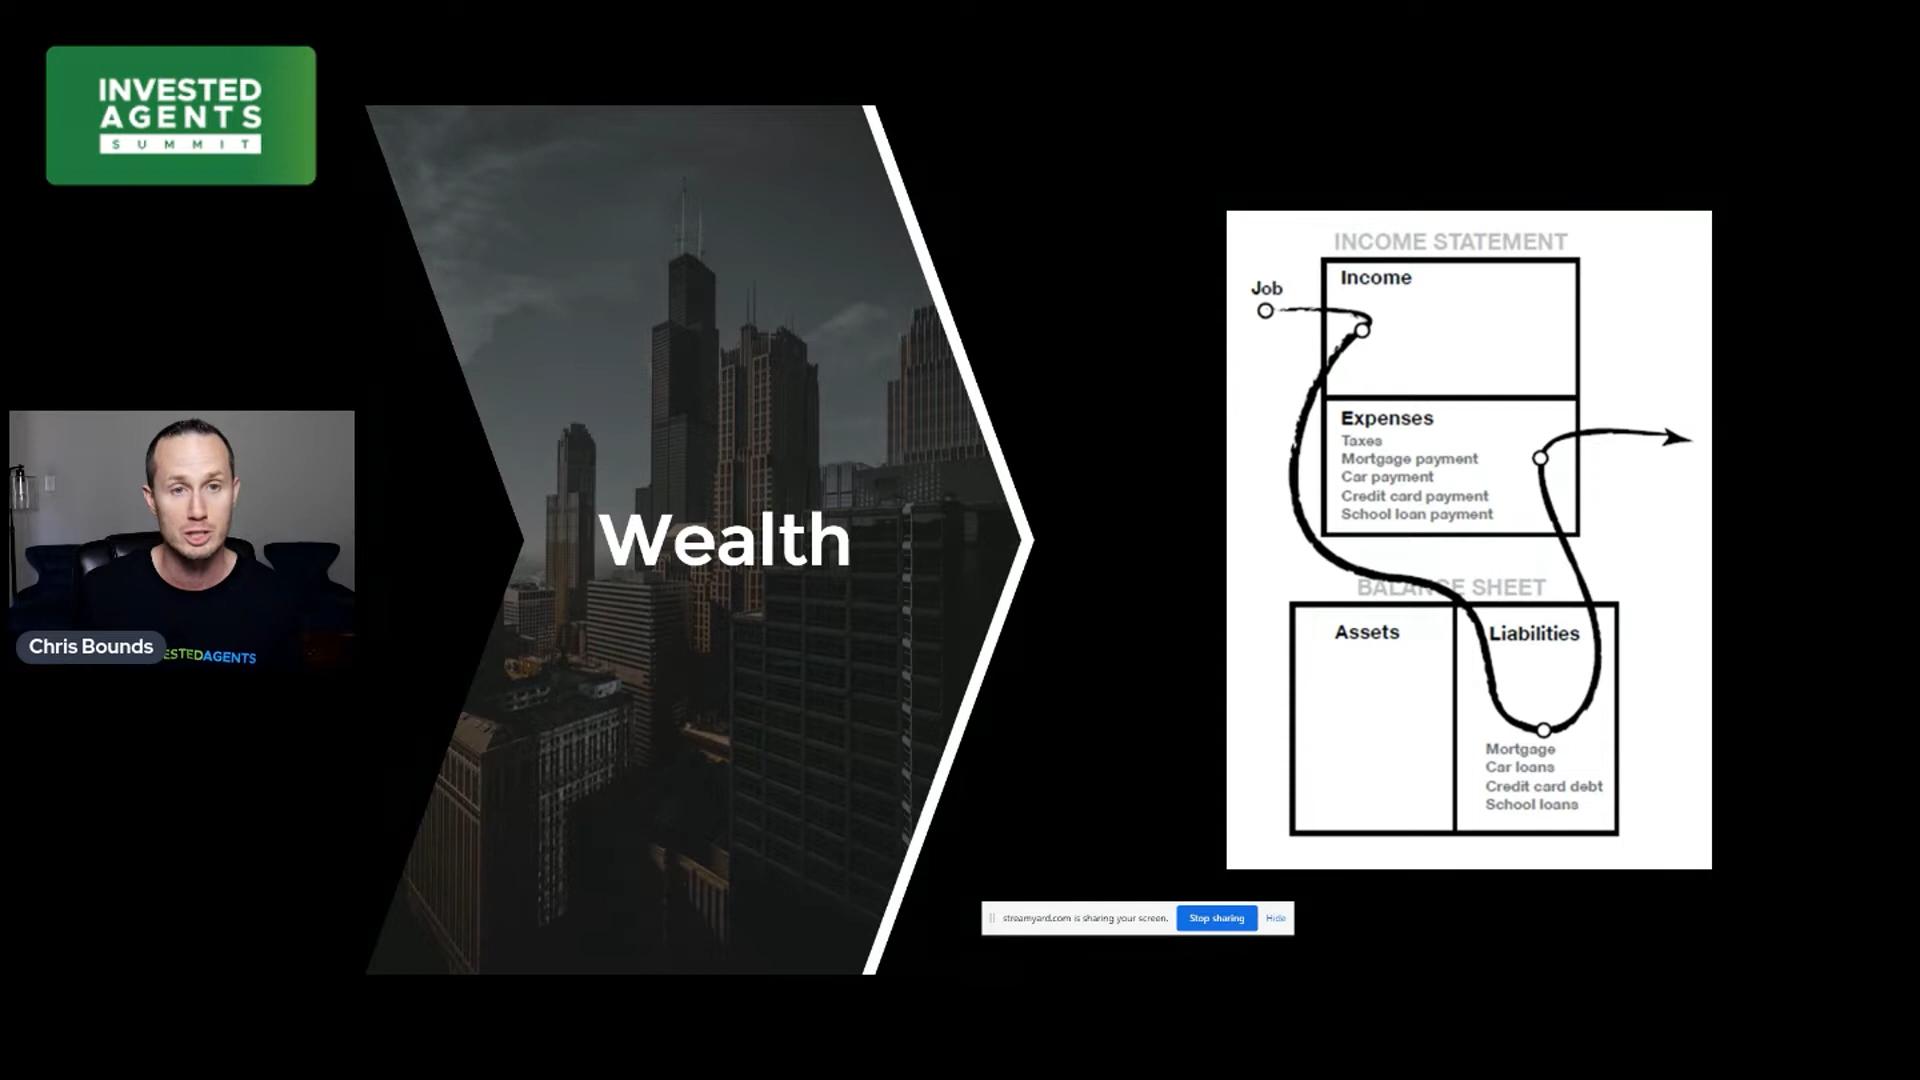 INVESTED
AGENTS
SUMMIT
Chris Bounds
ESTEDAGENTS
Wealth
INCOME STATEMENT
Job
Income
Expenses
Taxes
Mortgage payment
Car payment
Credit card payment
School loan payment
BALANCE SHEET
Assets
Liabilities
Mortgage
Car loans
Credit card debt
School loans
streamyard.com is sharing your screen.
Stop sharing
Hide